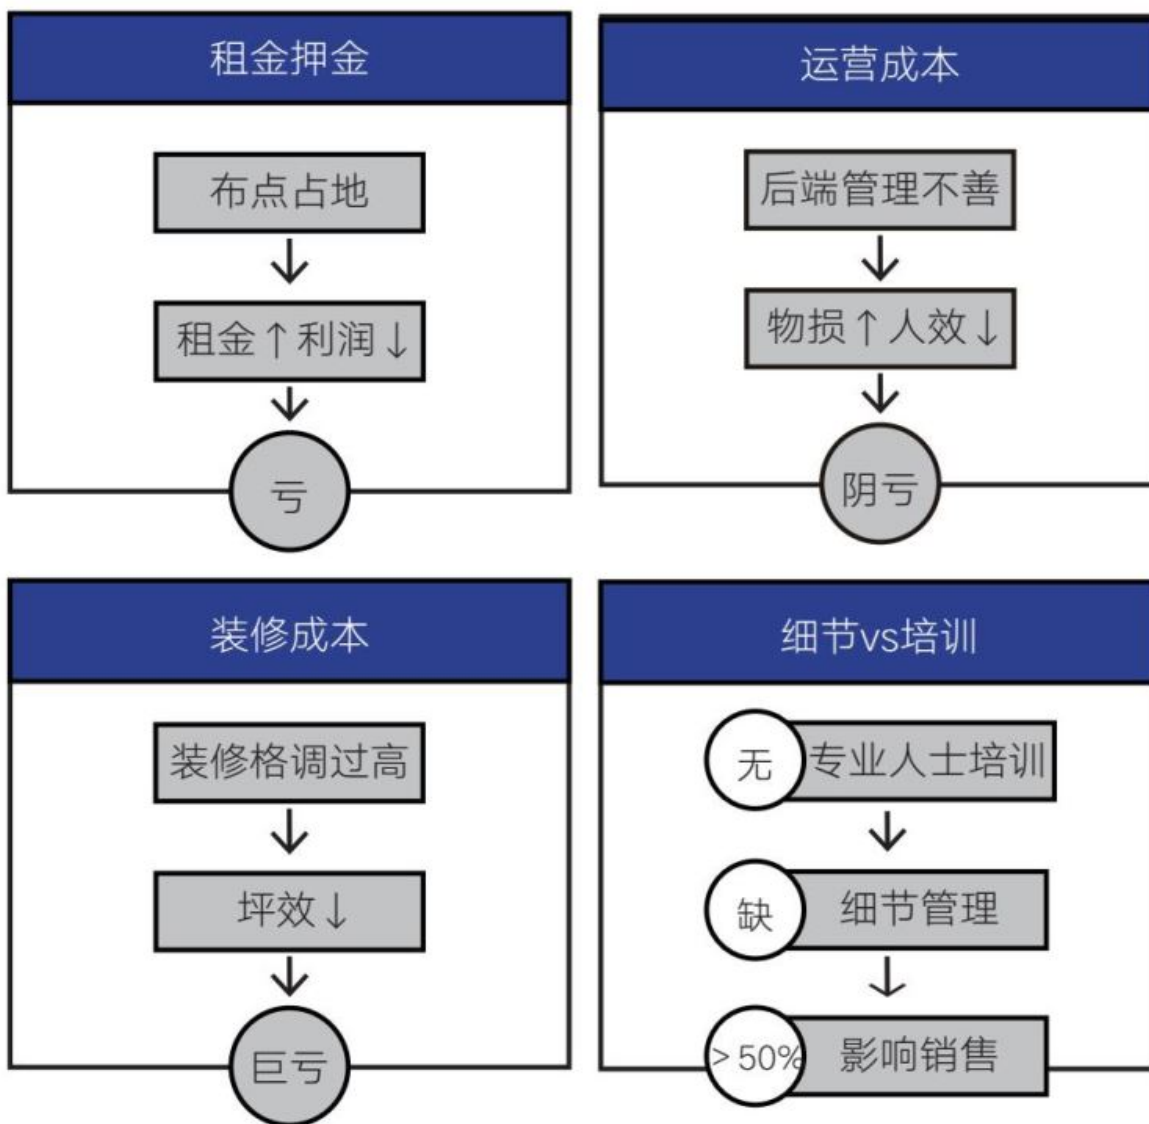 租金押金
布点占地
租金↑利润↓
亏
运营成本
后端管理不善
物损↑人效↓
阴亏
装修成本
装修格调过高
坪效↓
巨亏
细节vs培训
无 专业人士培训
缺 细节管理
>50% 影响销售